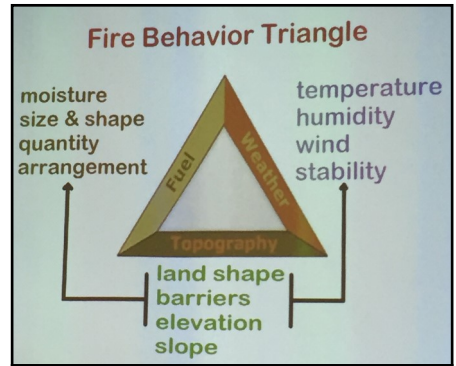 Fire Behavior Triangle
moisture
size & shape
quantity
arrangement
temperature
humidity
wind
stability
Fuel
Weather
Topography
land shape
barriers
elevation
slope